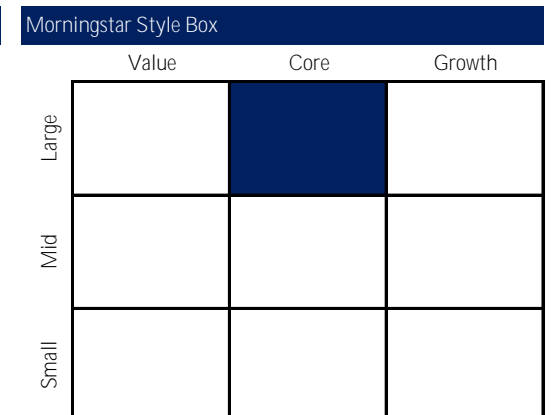 Morningstar Style Box
Value Core Growth
Large
Mid
Small